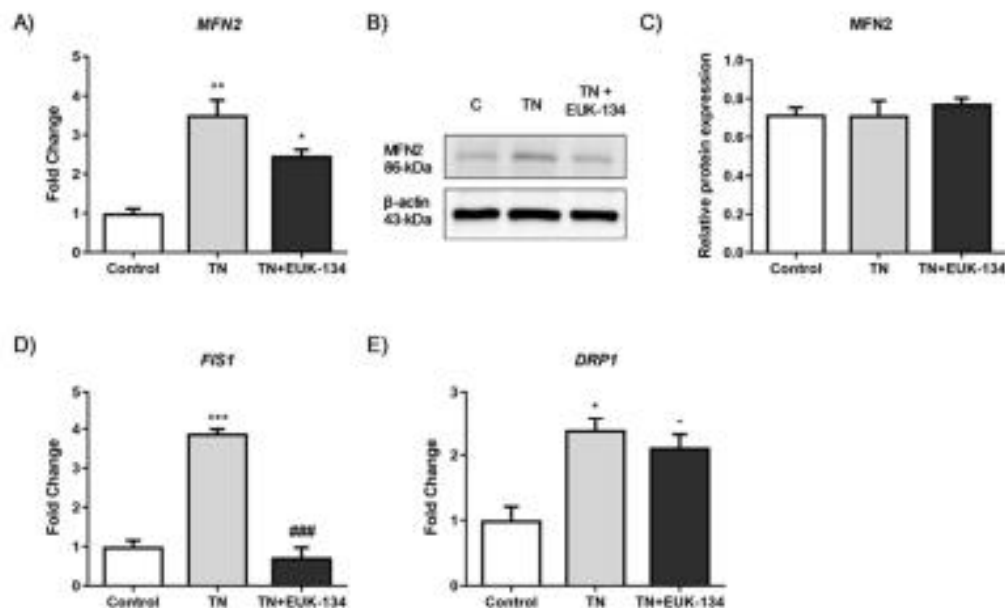 A)
MFN2
Fold Change
5
4
3
2
1
0
**
*
Control TN TN+EUK-134
B)
C TN TN +
EUK-134
MFN2
86-kDa
β-actin
43-kDa
C)
MFN2
Relative protein expression
1.0
0.8
0.6
0.4
0.2
0.0
Control TN TN+EUK-134
D)
FIS1
Fold Change
5
4
3
2
1
0
***
###
Control TN TN+EUK-134
E)
DRP1
Fold Change
3
2
1
0
*
Control TN TN+EUK-134